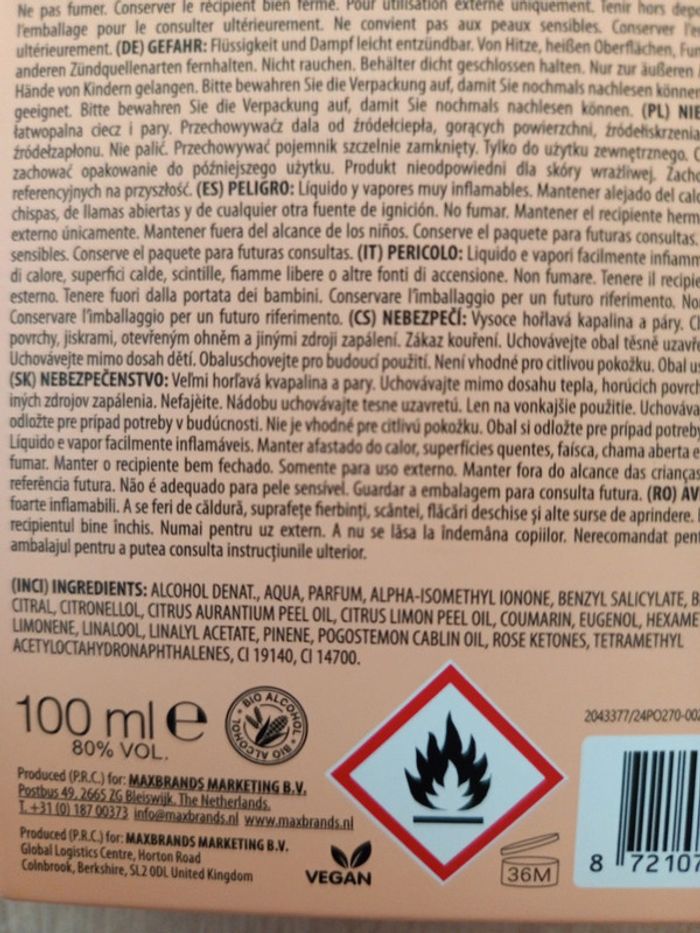 Ne pas fumer. Conserver le récipient bien fermé. Pour utilisation externe uniquement. Tenir hors
l'emballage pour le consulter ultérieurement. Ne convient pas aux peaux sensibles. Conserver
ultérieurement. (DE) GEFAHR: Flüssigkeit und Dampf leicht entzündbar. Von Hitze, heißen Oberflächen,
anderen Zündquellenarten fernhalten. Nicht rauchen. Behälter dicht geschlossen halten. Nur zur äußeren
Hände von Kindern gelangen. Bitte bewahren Sie die Verpackung auf, damit Sie nochmals nachlesen können
geeignet. Bitte bewahren Sie die Verpackung auf, damit Sie nochmals nachlesen können. (PL) NIE
łatwopalna ciecz i pary. Przechowywać z dala od źródełciepła, gorących powierzchni, źródełiskrzenia
źródełzapłonu. Nie palić. Przechowywać pojemnik szczelnie zamknięty. Tylko do użytku zewnętrznego.
zachować opakowanie do późniejszego użytku. Produkt nieodpowiedni dla skóry wrażliwej. Zacho
referencyjnych na przyszłość. (ES) PELIGRO: Líquido y vapores muy inflamables. Mantener alejado del calo
chispas, de llamas abiertas y de cualquier otra fuente de ignición. No fumar. Mantener el recipiente herm
externo únicamente. Mantener fuera del alcance de los niños. Conserve el paquete para futuras consultas.
sensibles. Conserve el paquete para futuras consultas. (IT) PERICOLO: Liquido e vapori facilmente infiamm
di calore, superfici calde, scintille, fiamme libere o altre fonti di accensione. Non fumare. Tenere il recipie
esterno. Tenere fuori dalla portata dei bambini. Conservare l'imballaggio per un futuro riferimento. No
Conservare l'imballaggio per un futuro riferimento. (CS) NEBEZPEČÍ: Vysoce hořlavá kapalina a páry. C
povrchy, jiskrami, otevřeným ohněm a jinými zdroji zapálení. Zákaz kouření. Uchovávejte obal těsně uzavře
Uchovávejte mimo dosah dětí. Obaluschovejte pro budoucí použití. Není vhodné pro citlivou pokožku. Obal u
(SK) NEBEZPEČENSTVO: Veľmi horľavá kvapalina a pary. Uchovávajte mimo dosahu tepla, horúcich povrch
iných zdrojov zapálenia. Nefajčite. Nádobu uchovávajte tesne uzavretú. Len na vonkajšie použitie. Uchováva
odložte pre prípad potreby v budúcnosti. Nie je vhodné pre citlivú pokožku. Obal si odložte pre prípad potreby
Líquido e vapor facilmente inflamáveis. Manter afastado do calor, superfícies quentes, faísca, chama aberta e
fumar. Manter o recipiente bem fechado. Somente para uso externo. Manter fora do alcance das crianças
referência futura. Não é adequado para pele sensível. Guardar a embalagem para consulta futura. (RO) AV
foarte inflamabili. A se feri de căldură, suprafețe fierbinți, scântei, flăcări deschise și alte surse de aprindere.
recipientul bine închis. Numai pentru uz extern. A nu se lăsa la îndemâna copiilor. Nerecomandat pen
ambalajul pentru a putea consulta instrucțiunile ulterior.
(INCI) INGREDIENTS: ALCOHOL DENAT., AQUA, PARFUM, ALPHA-ISOMETHYL IONONE, BENZYL SALICYLATE, B
CITRAL, CITRONELLOL, CITRUS AURANTIUM PEEL OIL, CITRUS LIMON PEEL OIL, COUMARIN, EUGENOL, HEXAME
LIMONENE, LINALOOL, LINALYL ACETATE, PINENE, POGOSTEMON CABLIN OIL, ROSE KETONES, TETRAMETHYL
ACETYLOCTAHYDRONAPHTHALENES, CI 19140, CI 14700.
100 ml e
80% VOL.
BIO ALCOHOL • BIO ALCOHOL •
2043377/24PO270-002
Produced (P.R.C.) for: MAXBRANDS MARKETING B.V.
Postbus 49, 2665 ZG Bleiswijk, The Netherlands.
T. +31 (0) 187 00373 info@maxbrands.nl www.maxbrands.nl
Produced (P.R.C.) for: MAXBRANDS MARKETING B.V.
Global Logistics Centre, Horton Road
Colnbrook, Berkshire, SL2 0DL United Kingdom
VEGAN
36M
8 72107